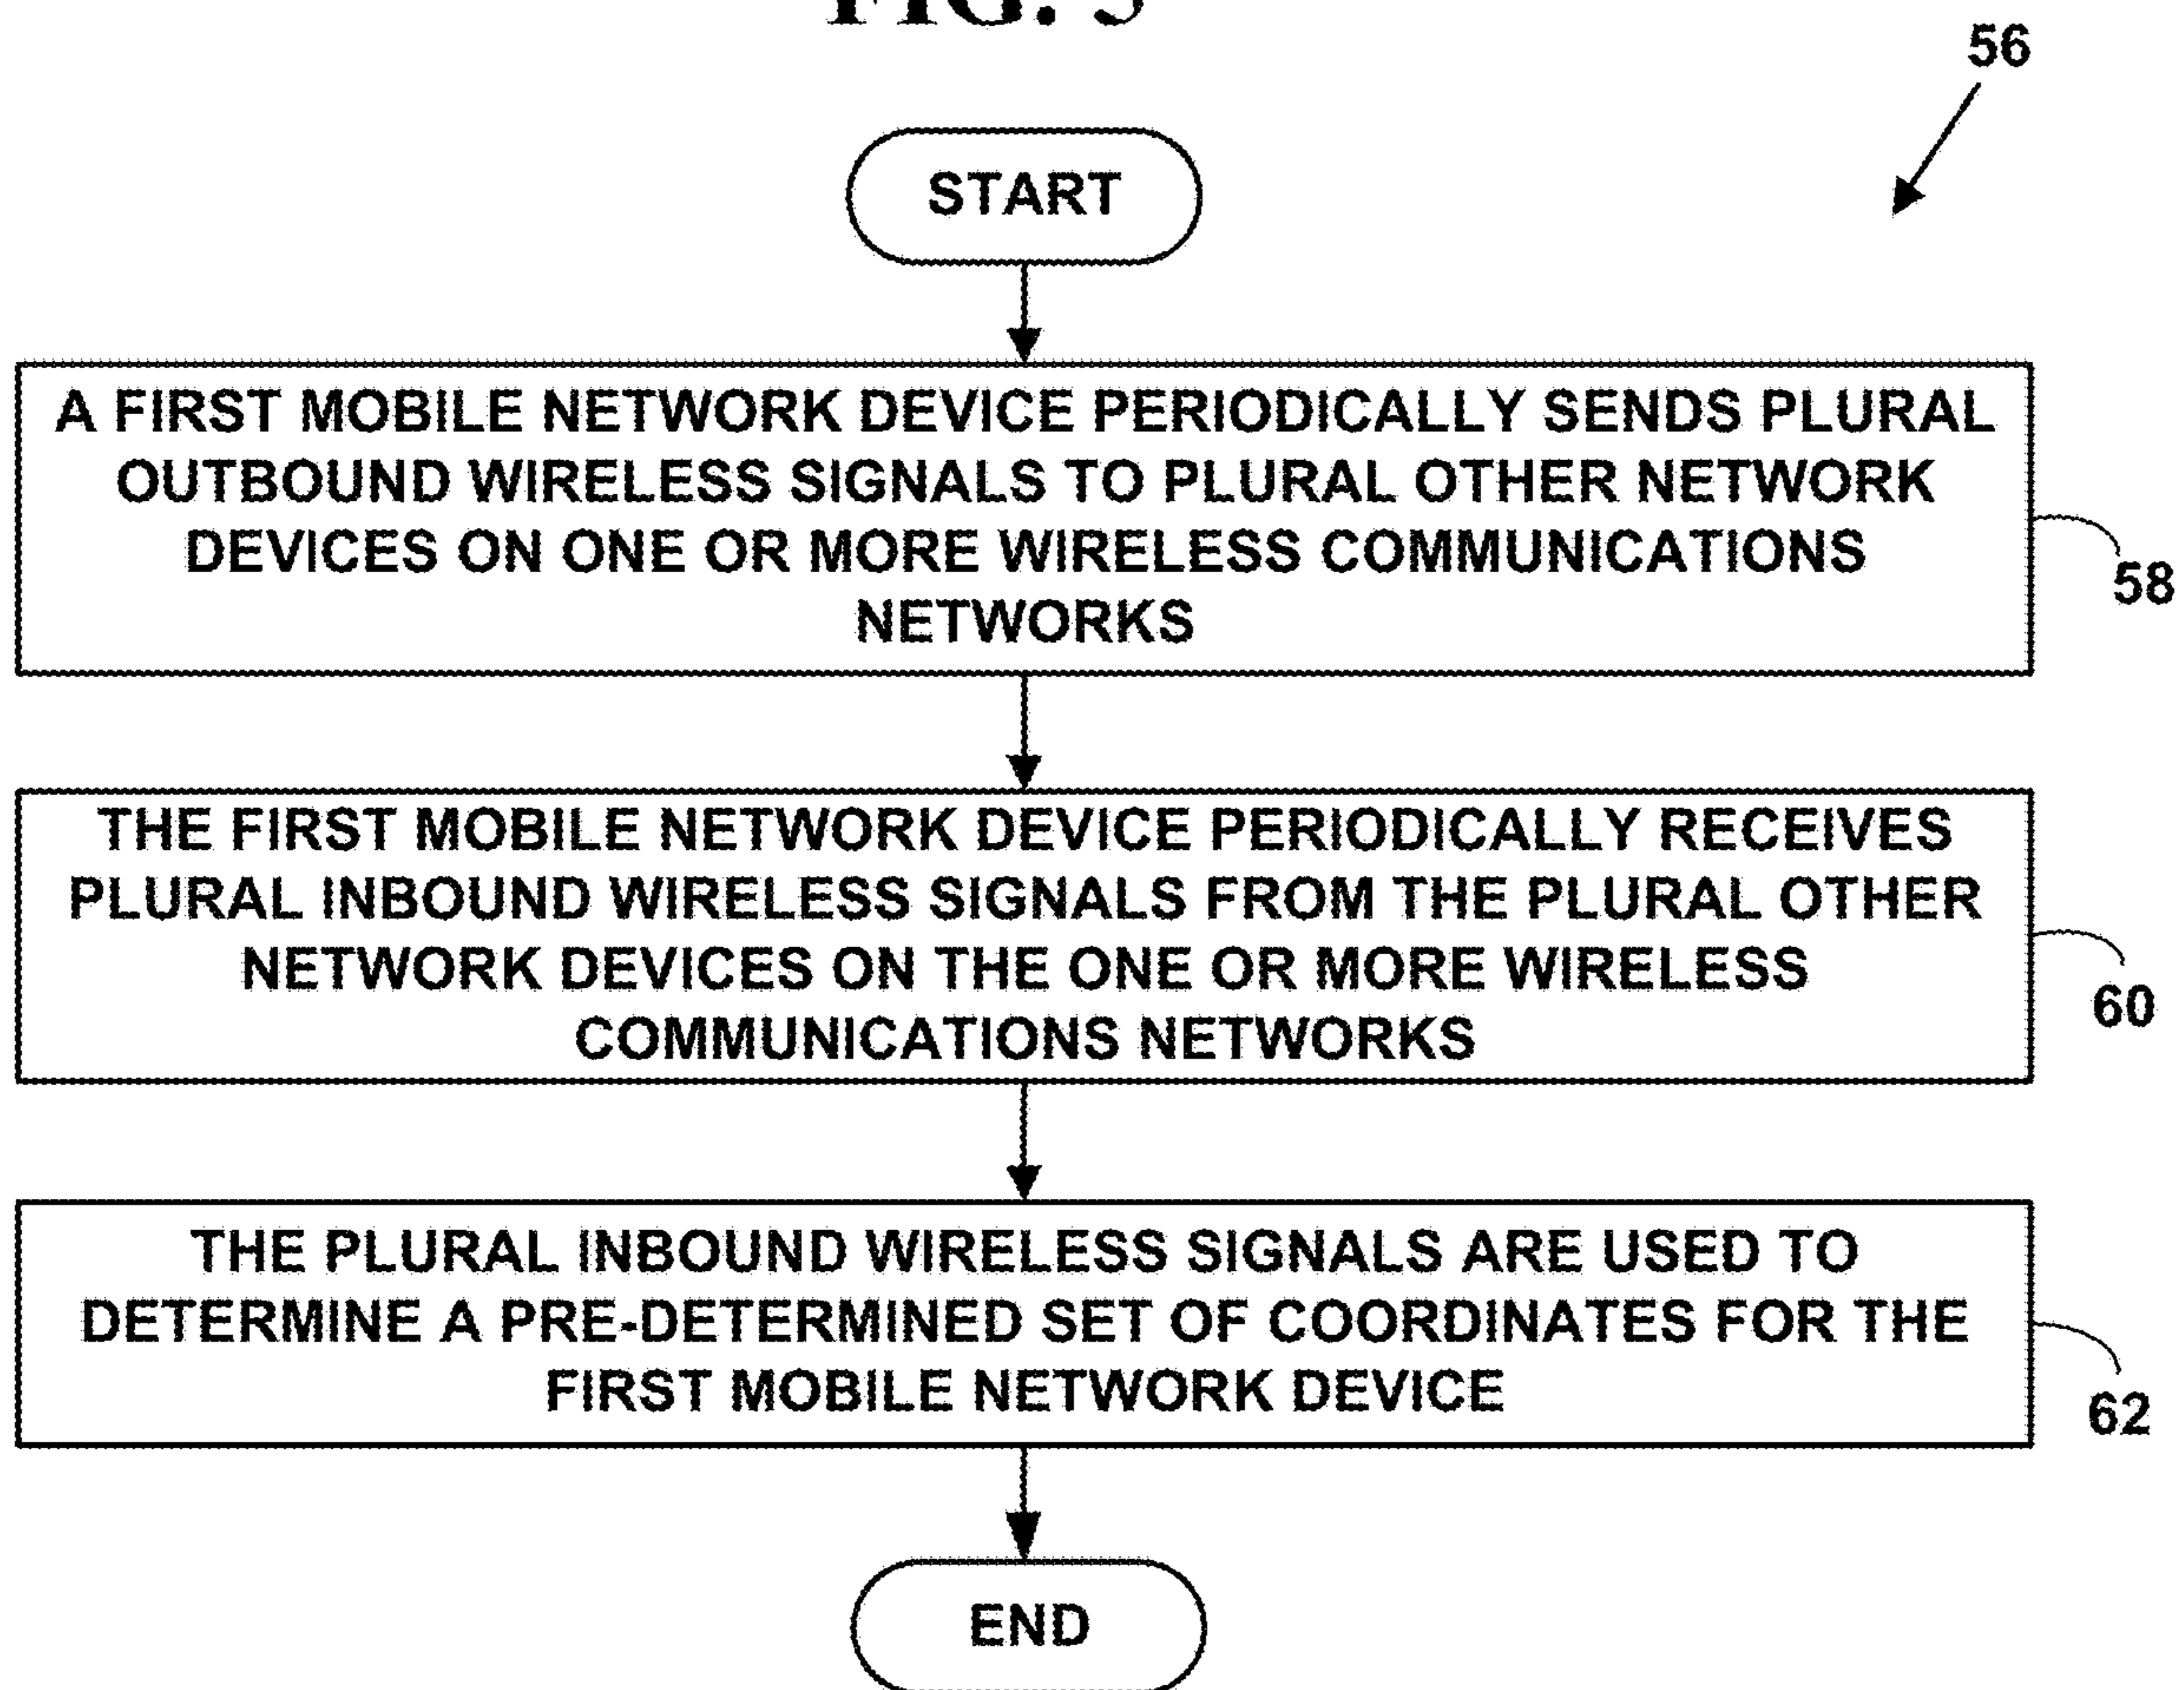 56
START
A FIRST MOBILE NETWORK DEVICE PERIODICALLY SENDS PLURAL
OUTBOUND WIRELESS SIGNALS TO PLURAL OTHER NETWORK
DEVICES ON ONE OR MORE WIRELESS COMMUNICATIONS
NETWORKS
58
THE FIRST MOBILE NETWORK DEVICE PERIODICALLY RECEIVES
PLURAL INBOUND WIRELESS SIGNALS FROM THE PLURAL OTHER
NETWORK DEVICES ON THE ONE OR MORE WIRELESS
COMMUNICATIONS NETWORKS
60
THE PLURAL INBOUND WIRELESS SIGNALS ARE USED TO
DETERMINE A PRE-DETERMINED SET OF COORDINATES FOR THE
FIRST MOBILE NETWORK DEVICE
62
END